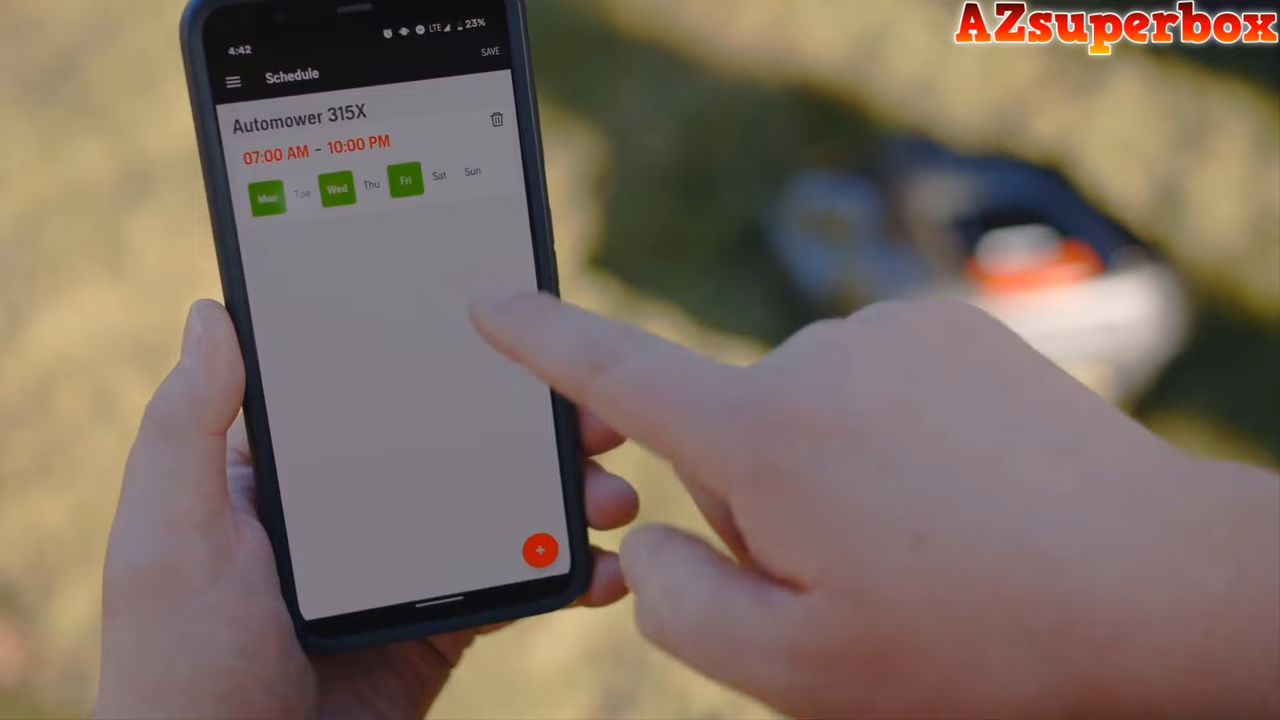 AZsuperbox
4:42 LTE 23%
SAVE
Schedule
Automower 315X
07:00 AM - 10:00 PM
Mon Tue Wed Thu Fri Sat Sun
+